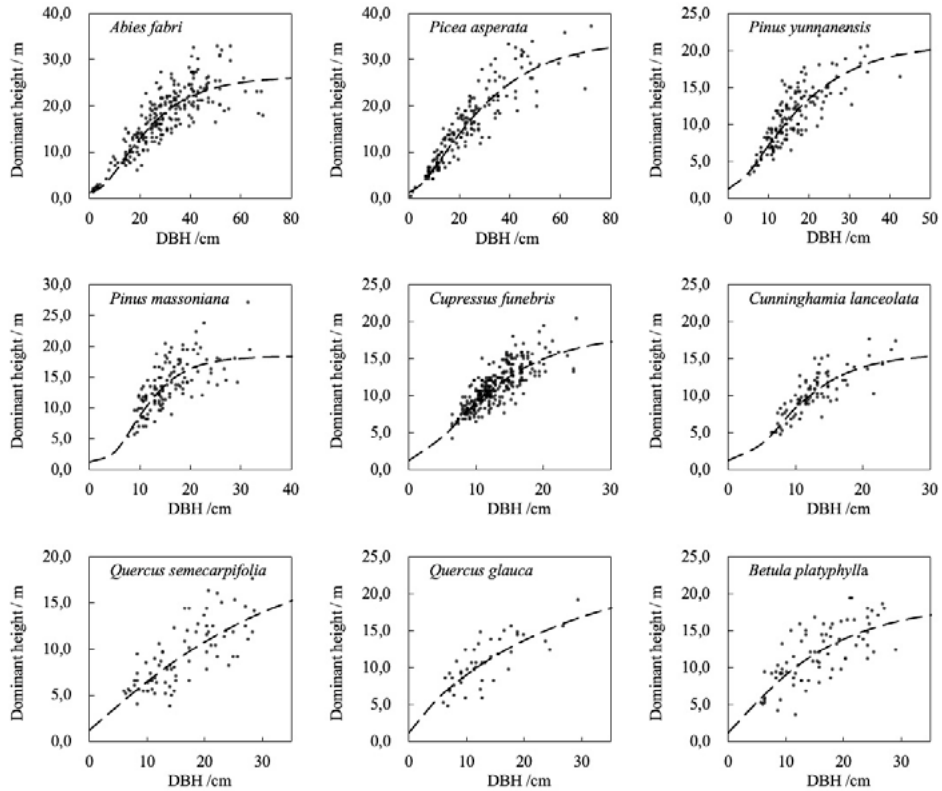 Abies fabri
40,0
30,0
20,0
10,0
0,0
0 20 40 60 80
Dominant height / m
DBH /cm
Picea asperata
40,0
30,0
20,0
10,0
0,0
0 20 40 60 80
Dominant height / m
DBH /cm
Pinus yunnanensis
25,0
20,0
15,0
10,0
5,0
0,0
0 10 20 30 40 50
Dominant height / m
DBH /cm
Pinus massoniana
30,0
25,0
20,0
15,0
10,0
5,0
0,0
0 10 20 30 40
Dominant height / m
DBH /cm
Cupressus funebris
25,0
20,0
15,0
10,0
5,0
0,0
0 10 20 30
Dominant height / m
DBH /cm
Cunninghamia lanceolata
25,0
20,0
15,0
10,0
5,0
0,0
0 10 20 30
Dominant height / m
DBH /cm
Quercus semecarpifolia
20,0
15,0
10,0
5,0
0,0
0 10 20 30
Dominant height / m
DBH /cm
Quercus glauca
25,0
20,0
15,0
10,0
5,0
0,0
0 10 20 30
Dominant height / m
DBH /cm
Betula platyphylla
25,0
20,0
15,0
10,0
5,0
0,0
0 10 20 30
Dominant height / m
DBH /cm